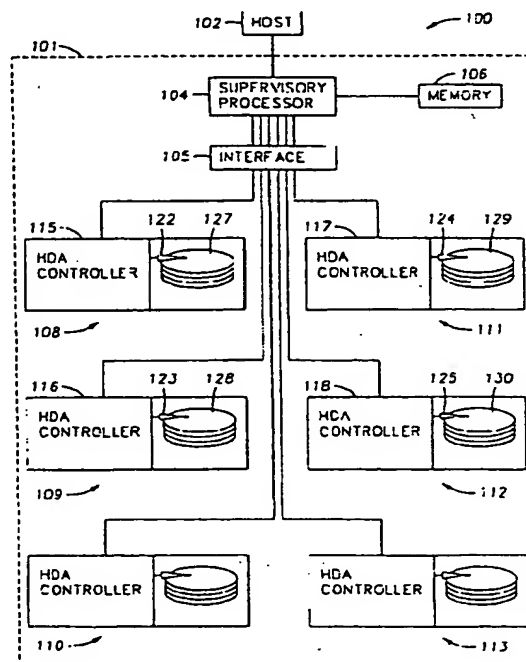 102 HOST 100
101
104 SUPERVISORY PROCESSOR 106 MEMORY
105 INTERFACE
115 122 127 117 124 129
HDA CONTROLLER HDA CONTROLLER
108 111
116 123 128 118 125 130
HDA CONTROLLER HDA CONTROLLER
109 112
HDA CONTROLLER HDA CONTROLLER
110 113